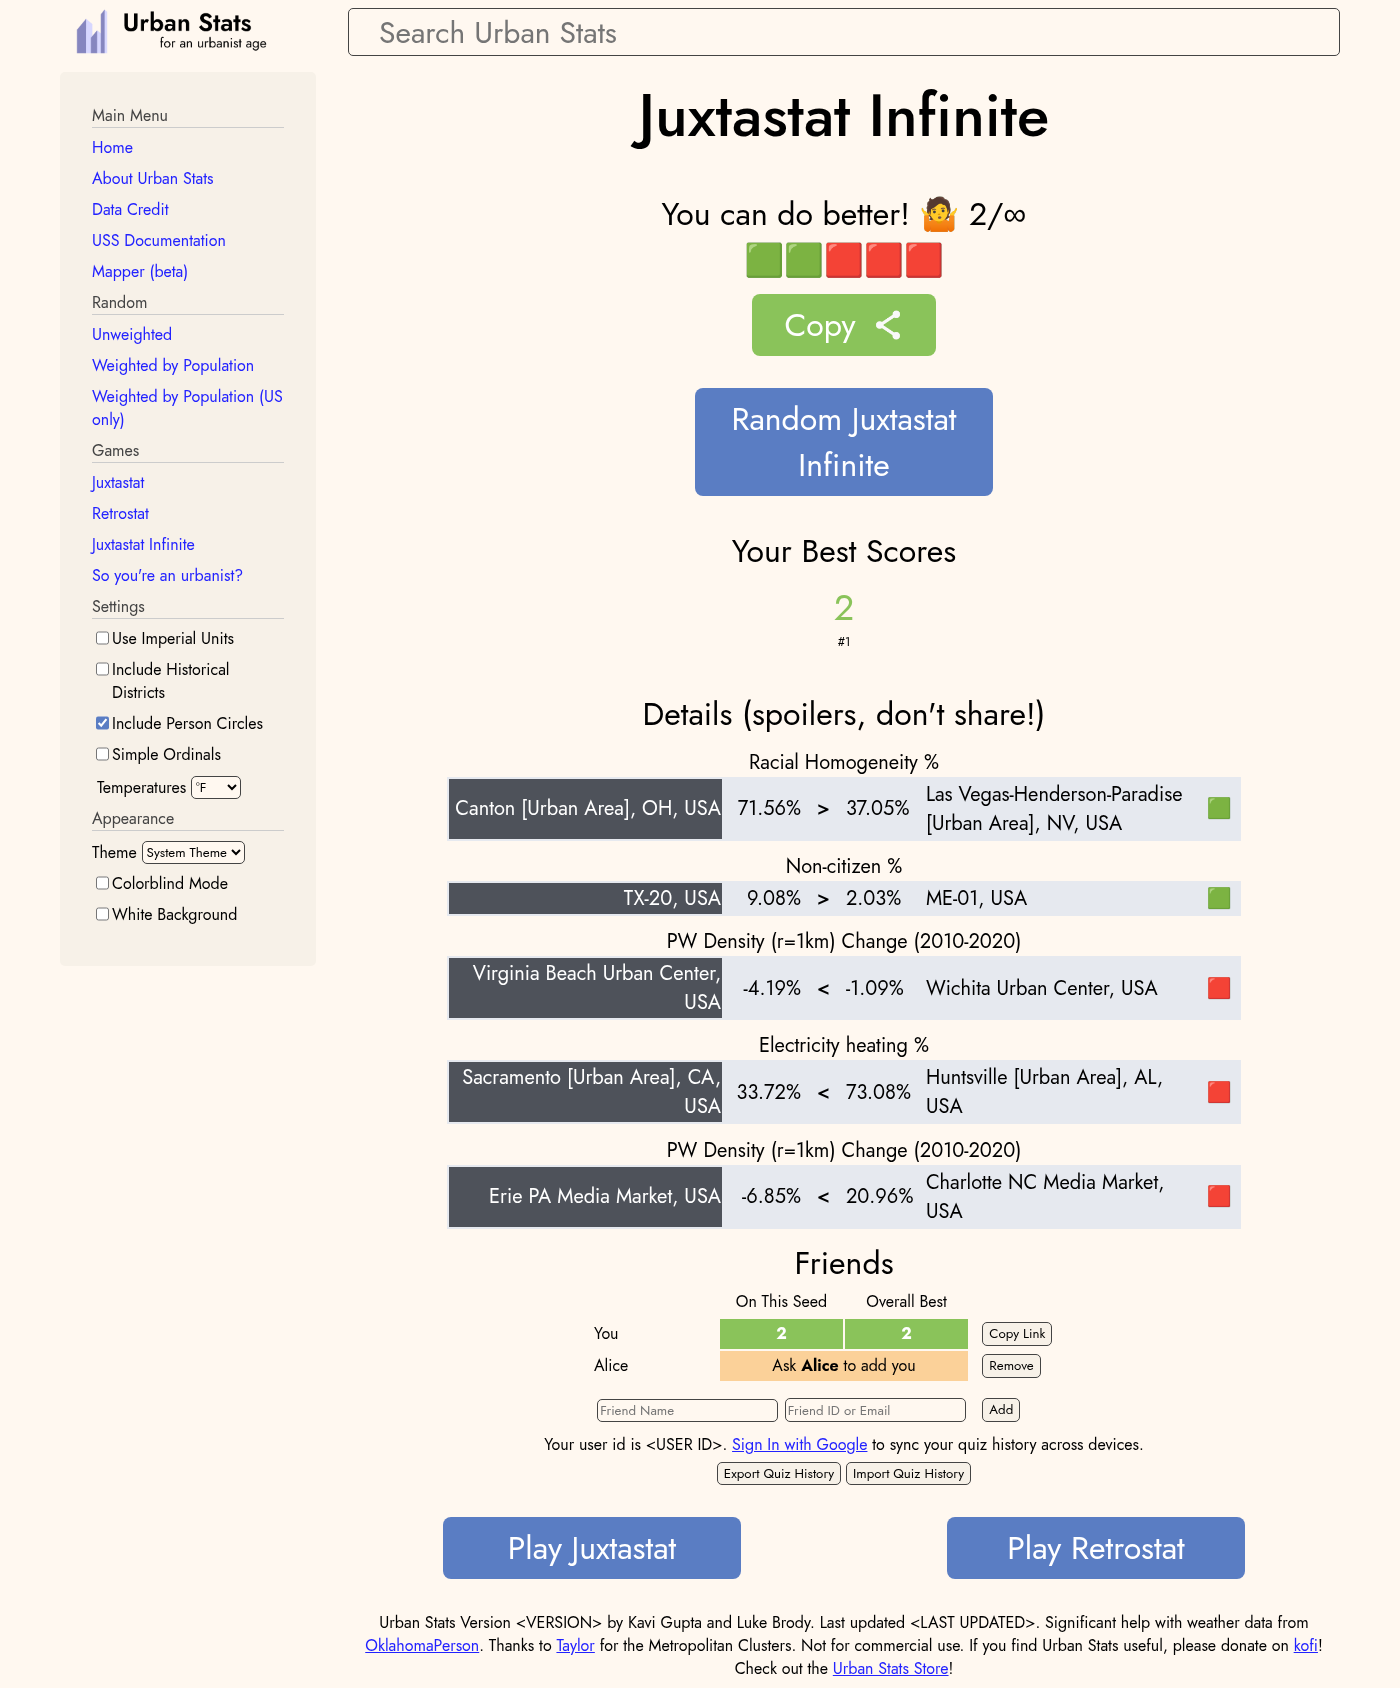 Urban Stats
for an urbanist age
Search Urban Stats
Main Menu
Home
About Urban Stats
Data Credit
USS Documentation
Mapper (beta)
Random
Unweighted
Weighted by Population
Weighted by Population (US
only)
Games
Juxtastat
Retrostat
Juxtastat Infinite
So you're an urbanist?
Settings
Use Imperial Units
Include Historical
Districts
Include Person Circles
Simple Ordinals
Temperatures °F
Appearance
Theme System Theme
Colorblind Mode
White Background
Juxtastat Infinite
You can do better! 🤷 2/∞
🟩🟩🟥🟥🟥
Copy
Random Juxtastat
Infinite
Your Best Scores
2
#1
Details (spoilers, don't share!)
Racial Homogeneity %
Canton [Urban Area], OH, USA 71.56% > 37.05% Las Vegas-Henderson-Paradise
[Urban Area], NV, USA 🟩
Non-citizen %
TX-20, USA 9.08% > 2.03% ME-01, USA 🟩
PW Density (r=1km) Change (2010-2020)
Virginia Beach Urban Center,
USA -4.19% < -1.09% Wichita Urban Center, USA 🟥
Electricity heating %
Sacramento [Urban Area], CA,
USA 33.72% < 73.08% Huntsville [Urban Area], AL,
USA 🟥
PW Density (r=1km) Change (2010-2020)
Erie PA Media Market, USA -6.85% < 20.96% Charlotte NC Media Market,
USA 🟥
Friends
On This Seed Overall Best
You 2 2 Copy Link
Alice Ask Alice to add you Remove
Friend Name Friend ID or Email Add
Your user id is <USER ID>. Sign In with Google to sync your quiz history across devices.
Export Quiz History Import Quiz History
Play Juxtastat Play Retrostat
Urban Stats Version <VERSION> by Kavi Gupta and Luke Brody. Last updated <LAST UPDATED>. Significant help with weather data from
OklahomaPerson. Thanks to Taylor for the Metropolitan Clusters. Not for commercial use. If you find Urban Stats useful, please donate on kofi!
Check out the Urban Stats Store!